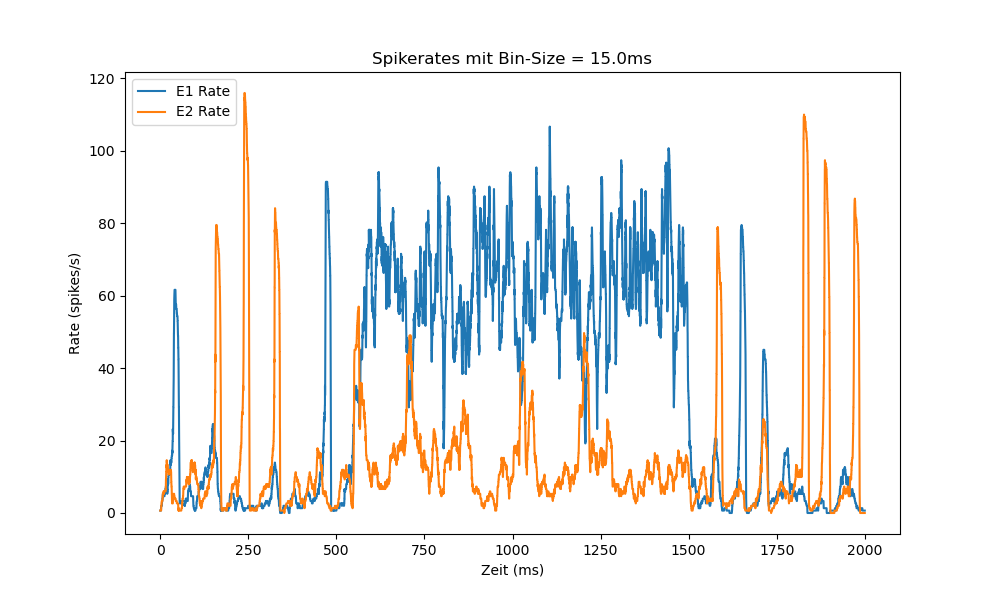 Spikerates mit Bin-Size = 15.0ms
E1 Rate
E2 Rate
Rate (spikes/s)
120
100
80
60
40
20
0
0 250 500 750 1000 1250 1500 1750 2000
Zeit (ms)